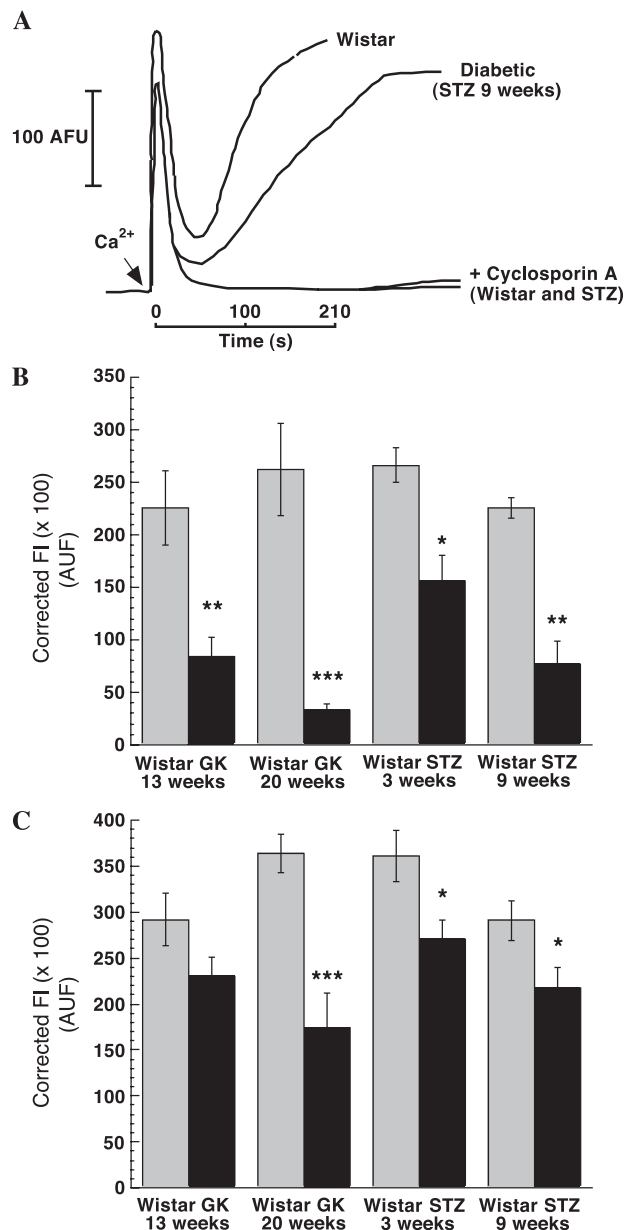 A
Wistar
Diabetic
(STZ 9 weeks)
100 AFU
Ca2+
+ Cyclosporin A
(Wistar and STZ)
0 100 210
Time (s)
B
350
300
250
200
150
100
50
0
Corrected FI (x 100)
(AUF)
**
***
*
**
Wistar GK
13 weeks
Wistar GK
20 weeks
Wistar STZ
3 weeks
Wistar STZ
9 weeks
C
400
350
300
250
200
150
100
50
0
Corrected FI (x 100)
(AUF)
***
*
*
Wistar GK
13 weeks
Wistar GK
20 weeks
Wistar STZ
3 weeks
Wistar STZ
9 weeks